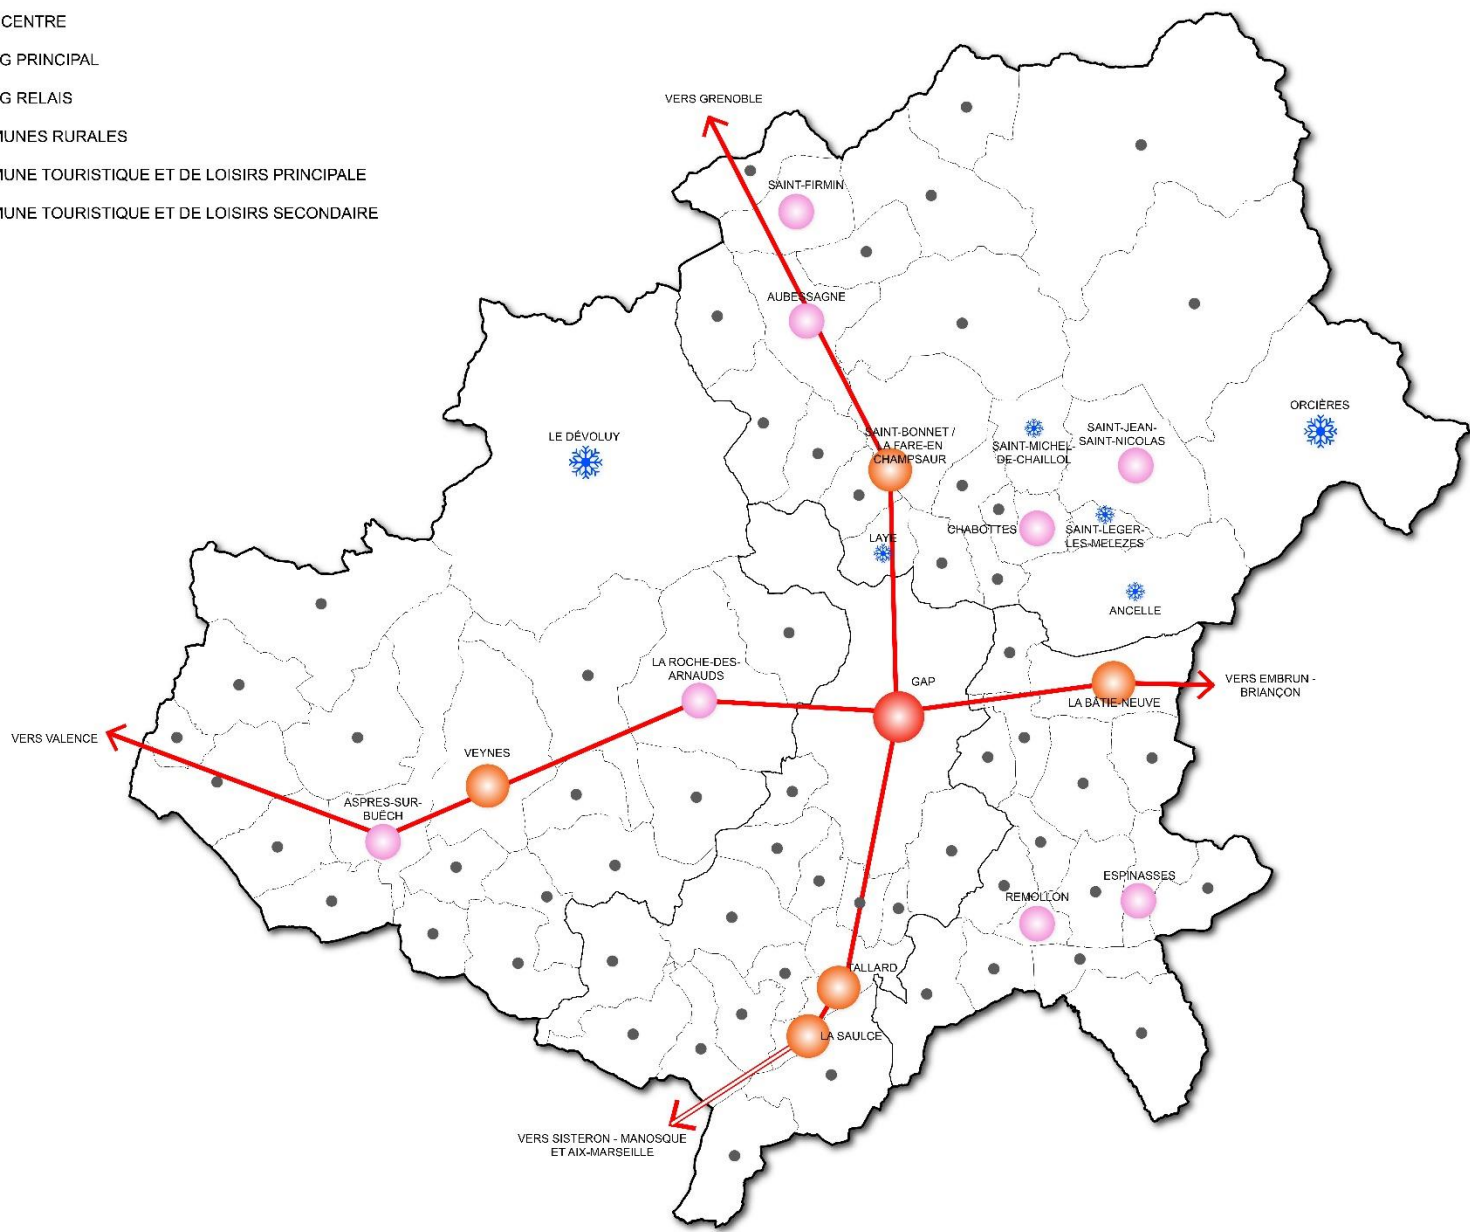 CENTRE
G PRINCIPAL
G RELAIS
MUNES RURALES
MUNE TOURISTIQUE ET DE LOISIRS PRINCIPALE
MUNE TOURISTIQUE ET DE LOISIRS SECONDAIRE
VERS GRENOBLE
SAINT-FIRMIN
AUBESSAGNE
LE DÉVOLUY
SAINT-BONNET /
LA FARE-EN
CHAMPSAUR
SAINT-MICHEL-
DE-CHAILLOL
SAINT-JEAN-
SAINT-NICOLAS
ORCIÈRES
CHABOTTES
SAINT-LEGER-
LES-MELEZES
LAYE
ANCELLE
LA ROCHE-DES-
ARNAUDS
GAP
LA BÂTIE-NEUVE
VERS EMBRUN -
BRIANÇON
VERS VALENCE
VEYNES
ASPRES-SUR-
BUËCH
REMOLLON
ESPINASSES
TALLARD
LA SAULCE
VERS SISTERON - MANOSQUE
ET AIX-MARSEILLE